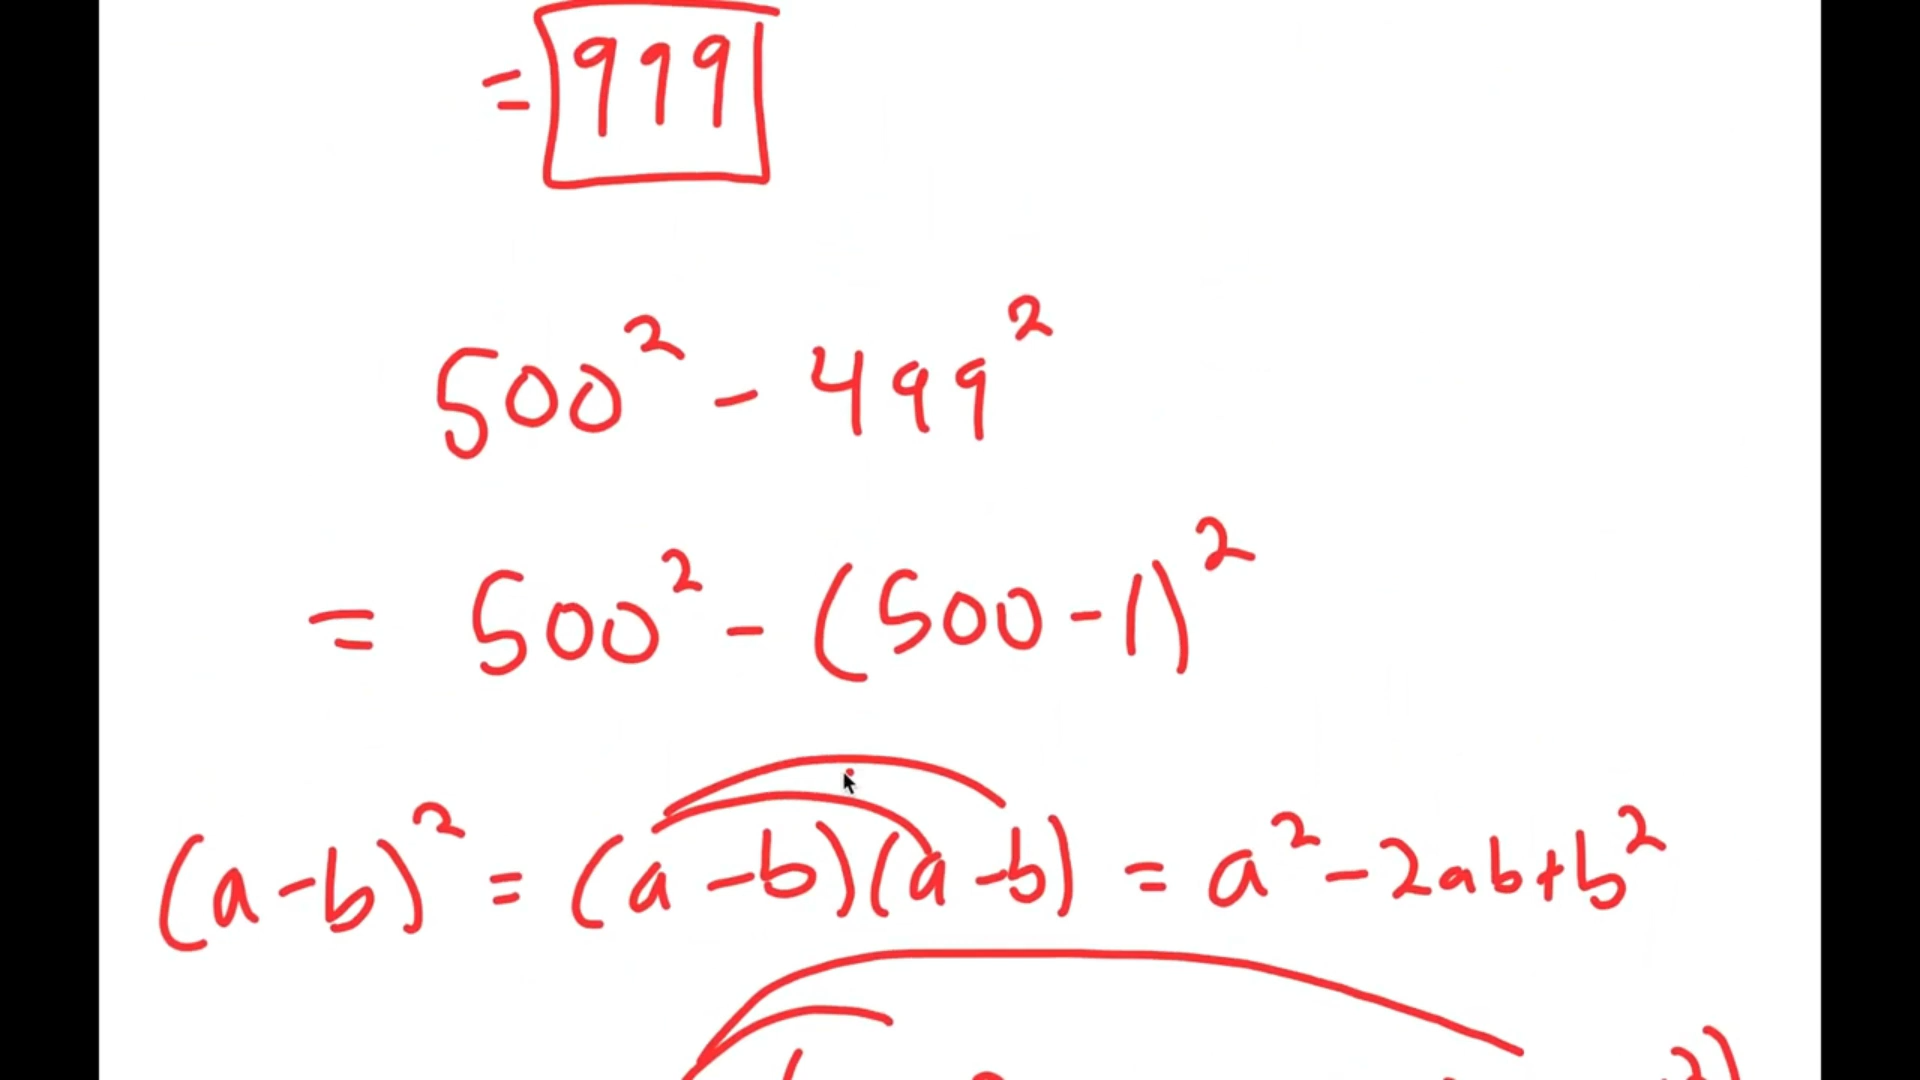 = 999
500² - 499²
= 500² - (500 - 1)²
(a - b)² = (a - b)(a - b) = a² - 2ab + b²